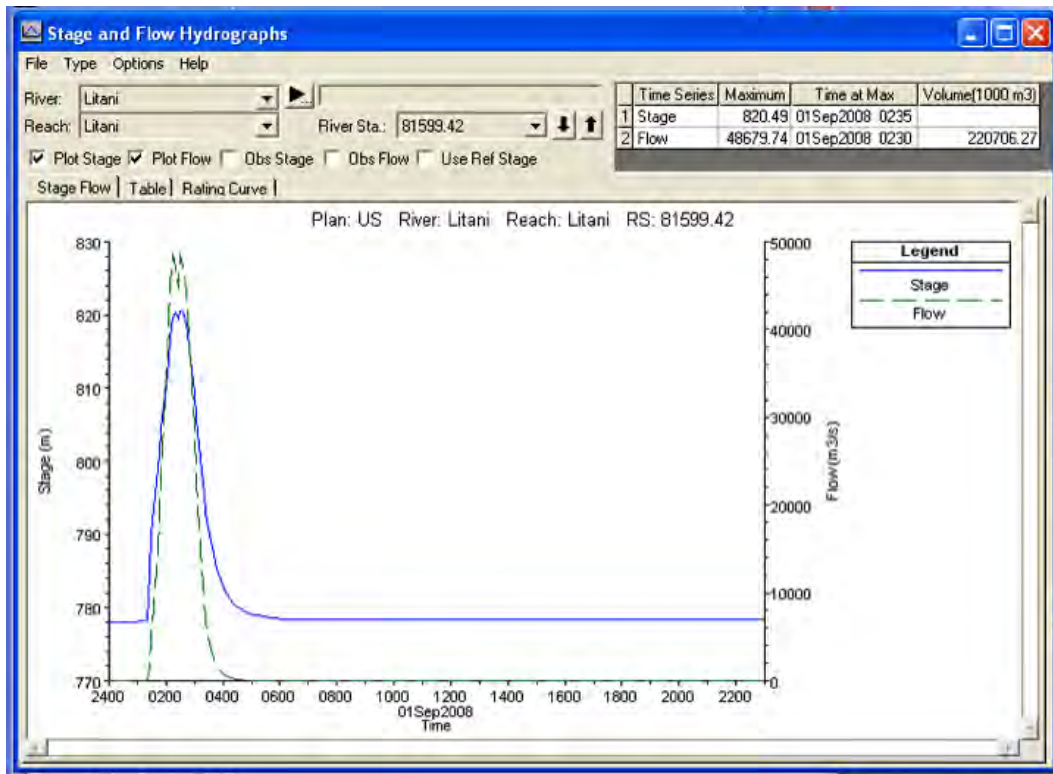 Stage and Flow Hydrographs
File Type Options Help
River: Litani
Reach: Litani River Sta.: 81599.42
Plot Stage Plot Flow Obs Stage Obs Flow Use Ref Stage
Time Series Maximum Time at Max Volume(1000 m3)
1 Stage 820.49 01Sep2008 0235
2 Flow 48679.74 01Sep2008 0230 220706.27
Stage Flow Table Rating Curve
Plan: US River: Litani Reach: Litani RS: 81599.42
830
820
810
800
790
780
770
Stage (m)
50000
40000
30000
20000
10000
0
Flow (m3/s)
Legend
Stage
Flow
2400 0200 0400 0600 0800 1000 1200 1400 1600 1800 2000 2200
01Sep2008
Time